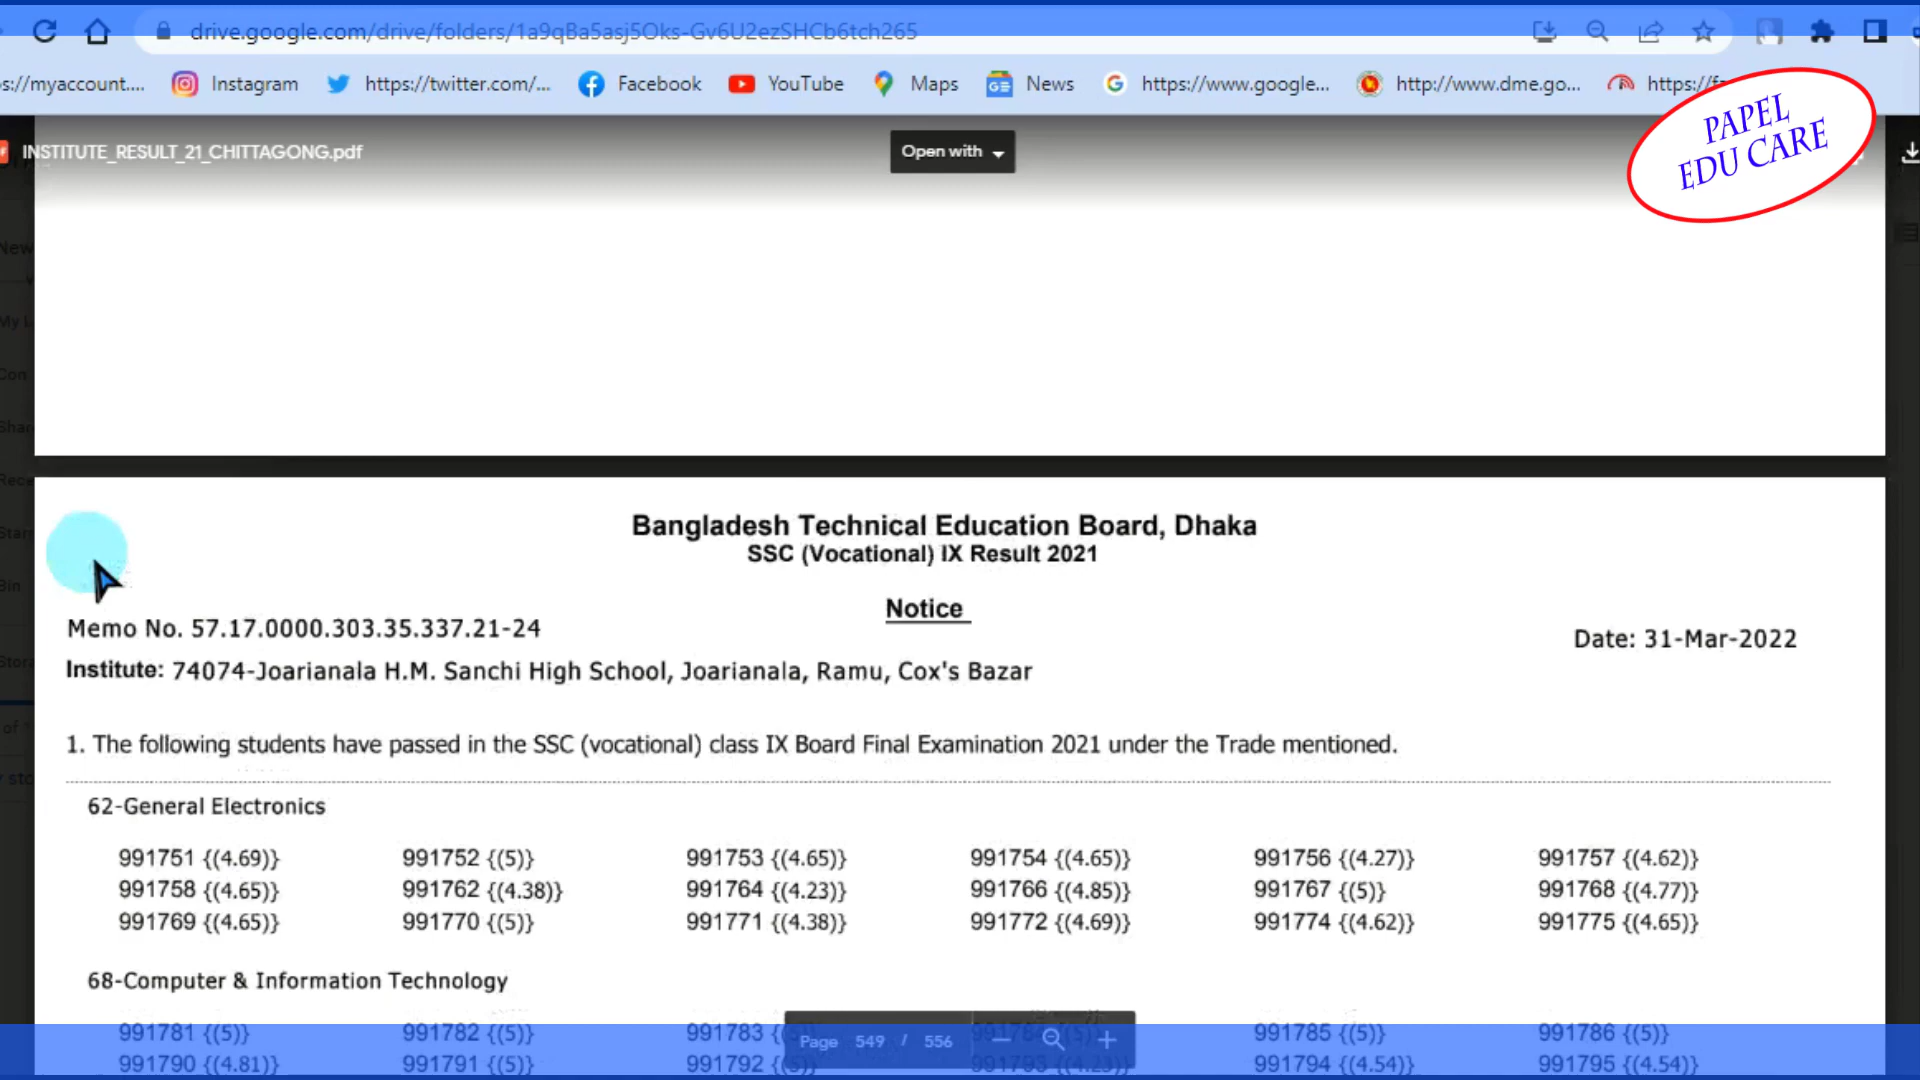 drive.google.com/drive/folders/1a9qBa5asj5Oks-Gv6U2ezSHCb6tch265
s://myaccount.... Instagram https://twitter.com/... Facebook YouTube Maps News https://www.google... http://www.dme.go...
PAPEL
EDU CARE
INSTITUTE_RESULT_21_CHITTAGONG.pdf Open with
Bangladesh Technical Education Board, Dhaka
SSC (Vocational) IX Result 2021
Notice
Memo No. 57.17.0000.303.35.337.21-24
Date: 31-Mar-2022
Institute: 74074-Joarianala H.M. Sanchi High School, Joarianala, Ramu, Cox's Bazar
1. The following students have passed in the SSC (vocational) class IX Board Final Examination 2021 under the Trade mentioned.
62-General Electronics
991751 {(4.69)} 991752 {(5)} 991753 {(4.65)} 991754 {(4.65)} 991756 {(4.27)} 991757 {(4.62)}
991758 {(4.65)} 991762 {(4.38)} 991764 {(4.23)} 991766 {(4.85)} 991767 {(5)} 991768 {(4.77)}
991769 {(4.65)} 991770 {(5)} 991771 {(4.38)} 991772 {(4.69)} 991774 {(4.62)} 991775 {(4.65)}
68-Computer & Information Technology
991781 {(5)} 991782 {(5)} 991783 991785 {(5)} 991786 {(5)}
Page 549 / 556
991790 {(4.81)} 991791 {(5)} 991792 991793 {(4.23)} 991794 {(4.54)} 991795 {(4.54)}